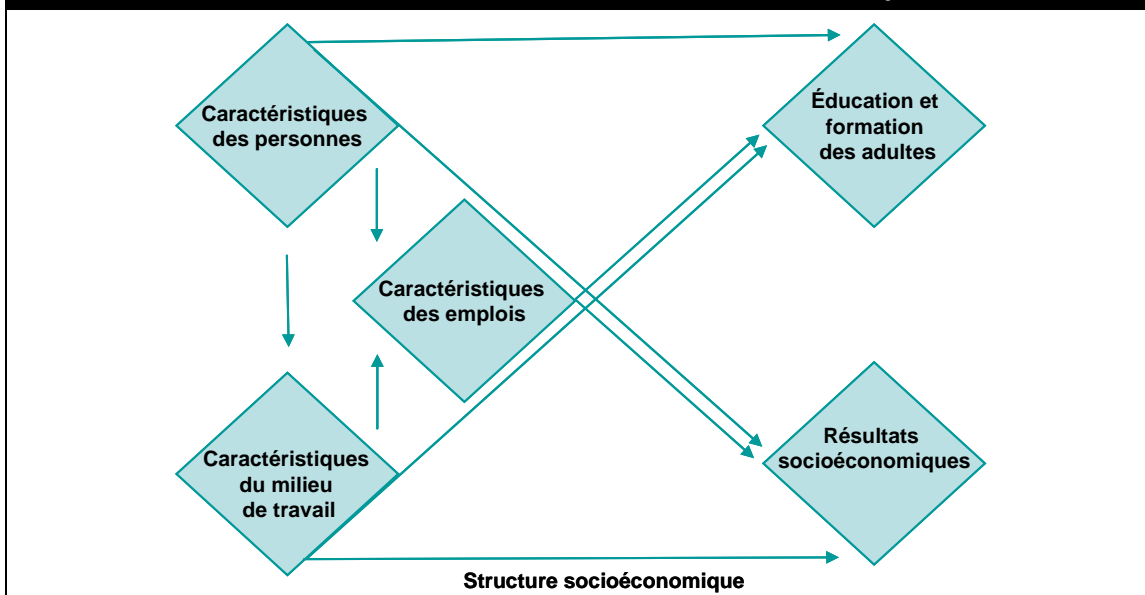 Caractéristiques
des personnes
Éducation et
formation
des adultes
Caractéristiques
des emplois
Caractéristiques
du milieu
de travail
Résultats
socioéconomiques
Structure socioéconomique